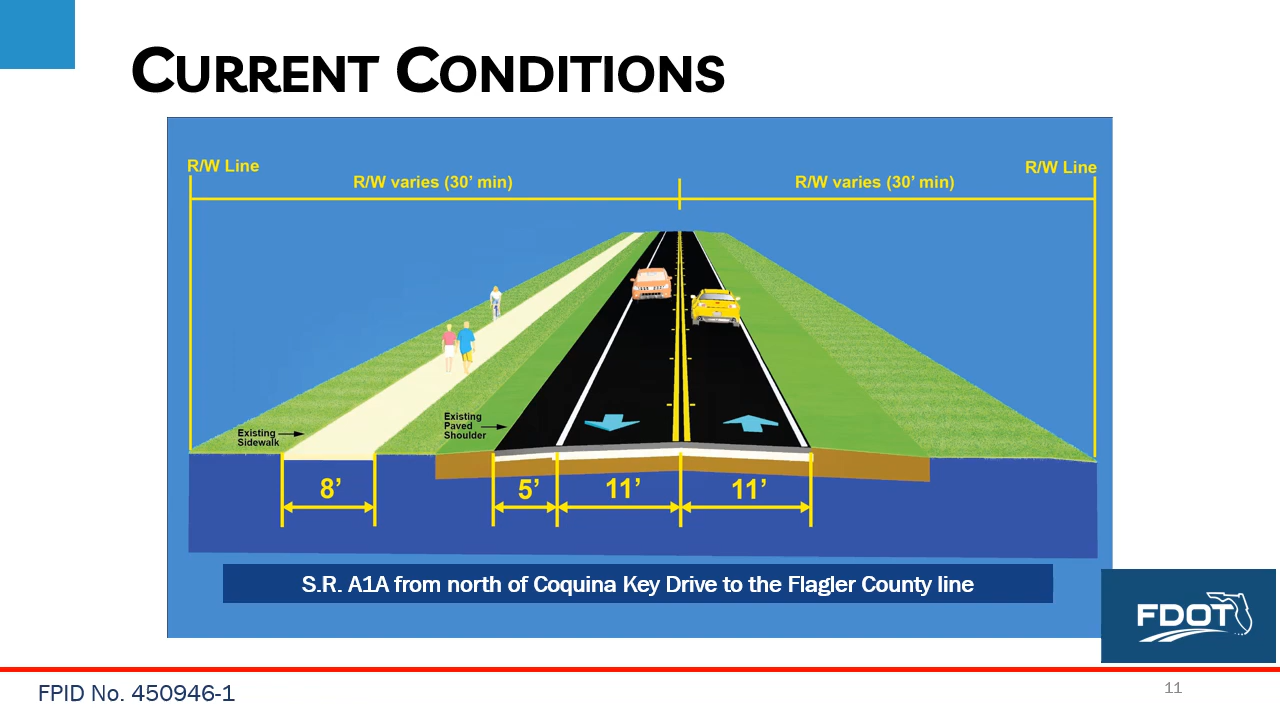 CURRENT CONDITIONS
R/W Line
R/W Line
R/W varies (30' min)
R/W varies (30' min)
Existing
Sidewalk
Existing
Paved
Shoulder
8'
5'
11'
11'
S.R. A1A from north of Coquina Key Drive to the Flagler County line
FDOT
FPID No. 450946-1
11